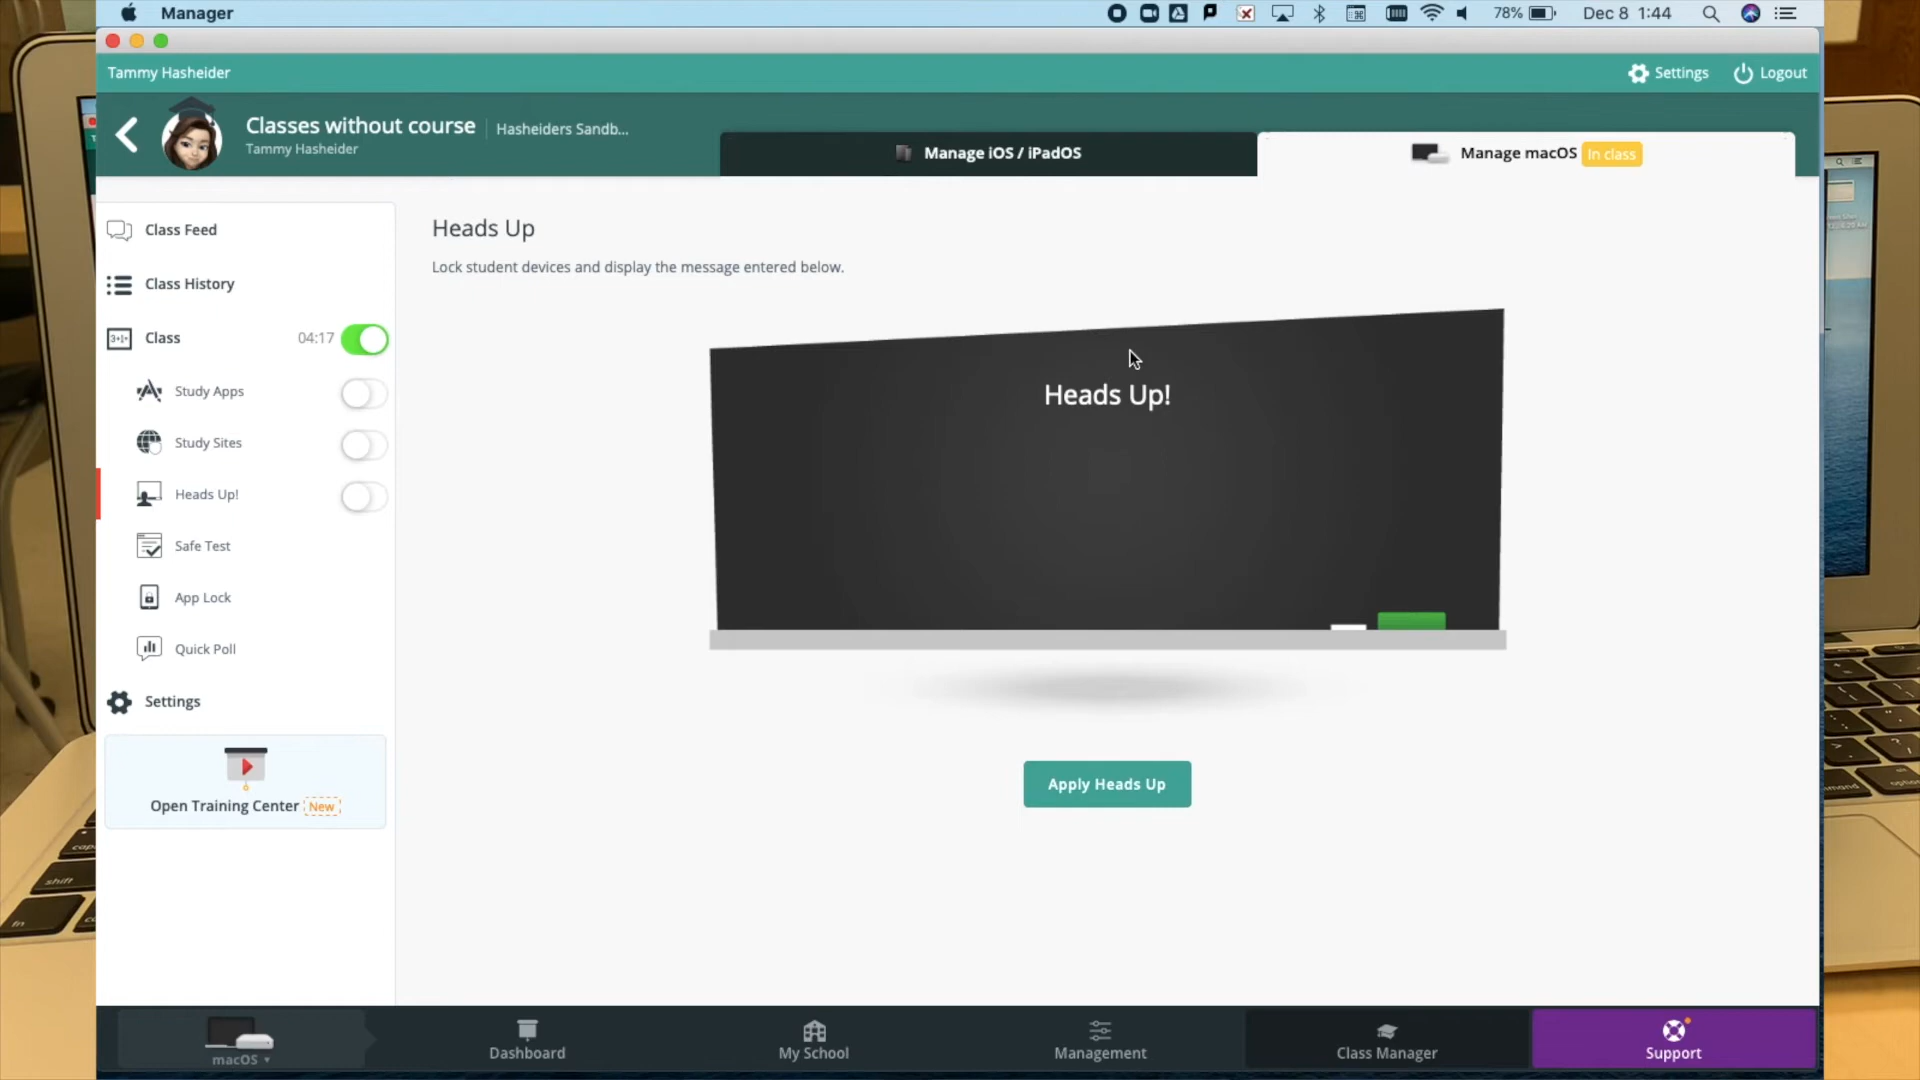 Manager
78%
Dec 8 1:44
Tammy Hasheider
Settings
Logout
Classes without course
Hasheiders Sandb...
Tammy Hasheider
Manage iOS / iPadOS
Manage macOS
In class
Class Feed
Class History
Class
04:17
Study Apps
Study Sites
Heads Up!
Safe Test
App Lock
Quick Poll
Settings
Open Training Center
New
Heads Up
Lock student devices and display the message entered below.
Heads Up!
Apply Heads Up
macOS
Dashboard
My School
Management
Class Manager
Support
shift
fn